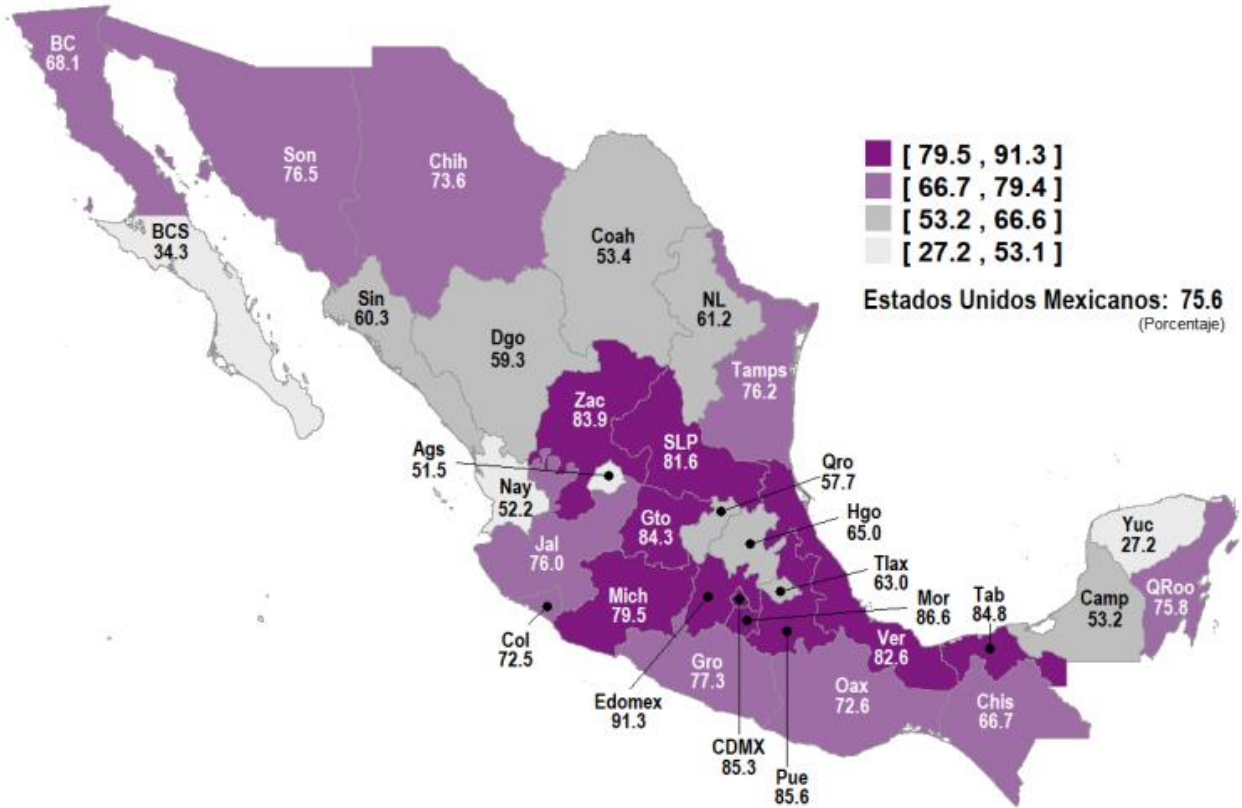 BC
68.1
Son
76.5
Chih
73.6
BCS
34.3
Coah
53.4
Sin
60.3
NL
61.2
Dgo
59.3
[ 79.5 , 91.3 ]
[ 66.7 , 79.4 ]
[ 53.2 , 66.6 ]
[ 27.2 , 53.1 ]
Estados Unidos Mexicanos: 75.6
(Porcentaje)
Tamps
76.2
Zac
83.9
SLP
81.6
Ags
51.5
Nay
52.2
Qro
57.7
Gto
84.3
Hgo
65.0
Jal
76.0
Tlax
63.0
Mich
79.5
Mor
86.6
Tab
84.8
Yuc
27.2
QRoo
75.8
Camp
53.2
Col
72.5
Ver
82.6
Gro
77.3
Oax
72.6
Chis
66.7
Edomex
91.3
CDMX
85.3
Pue
85.6